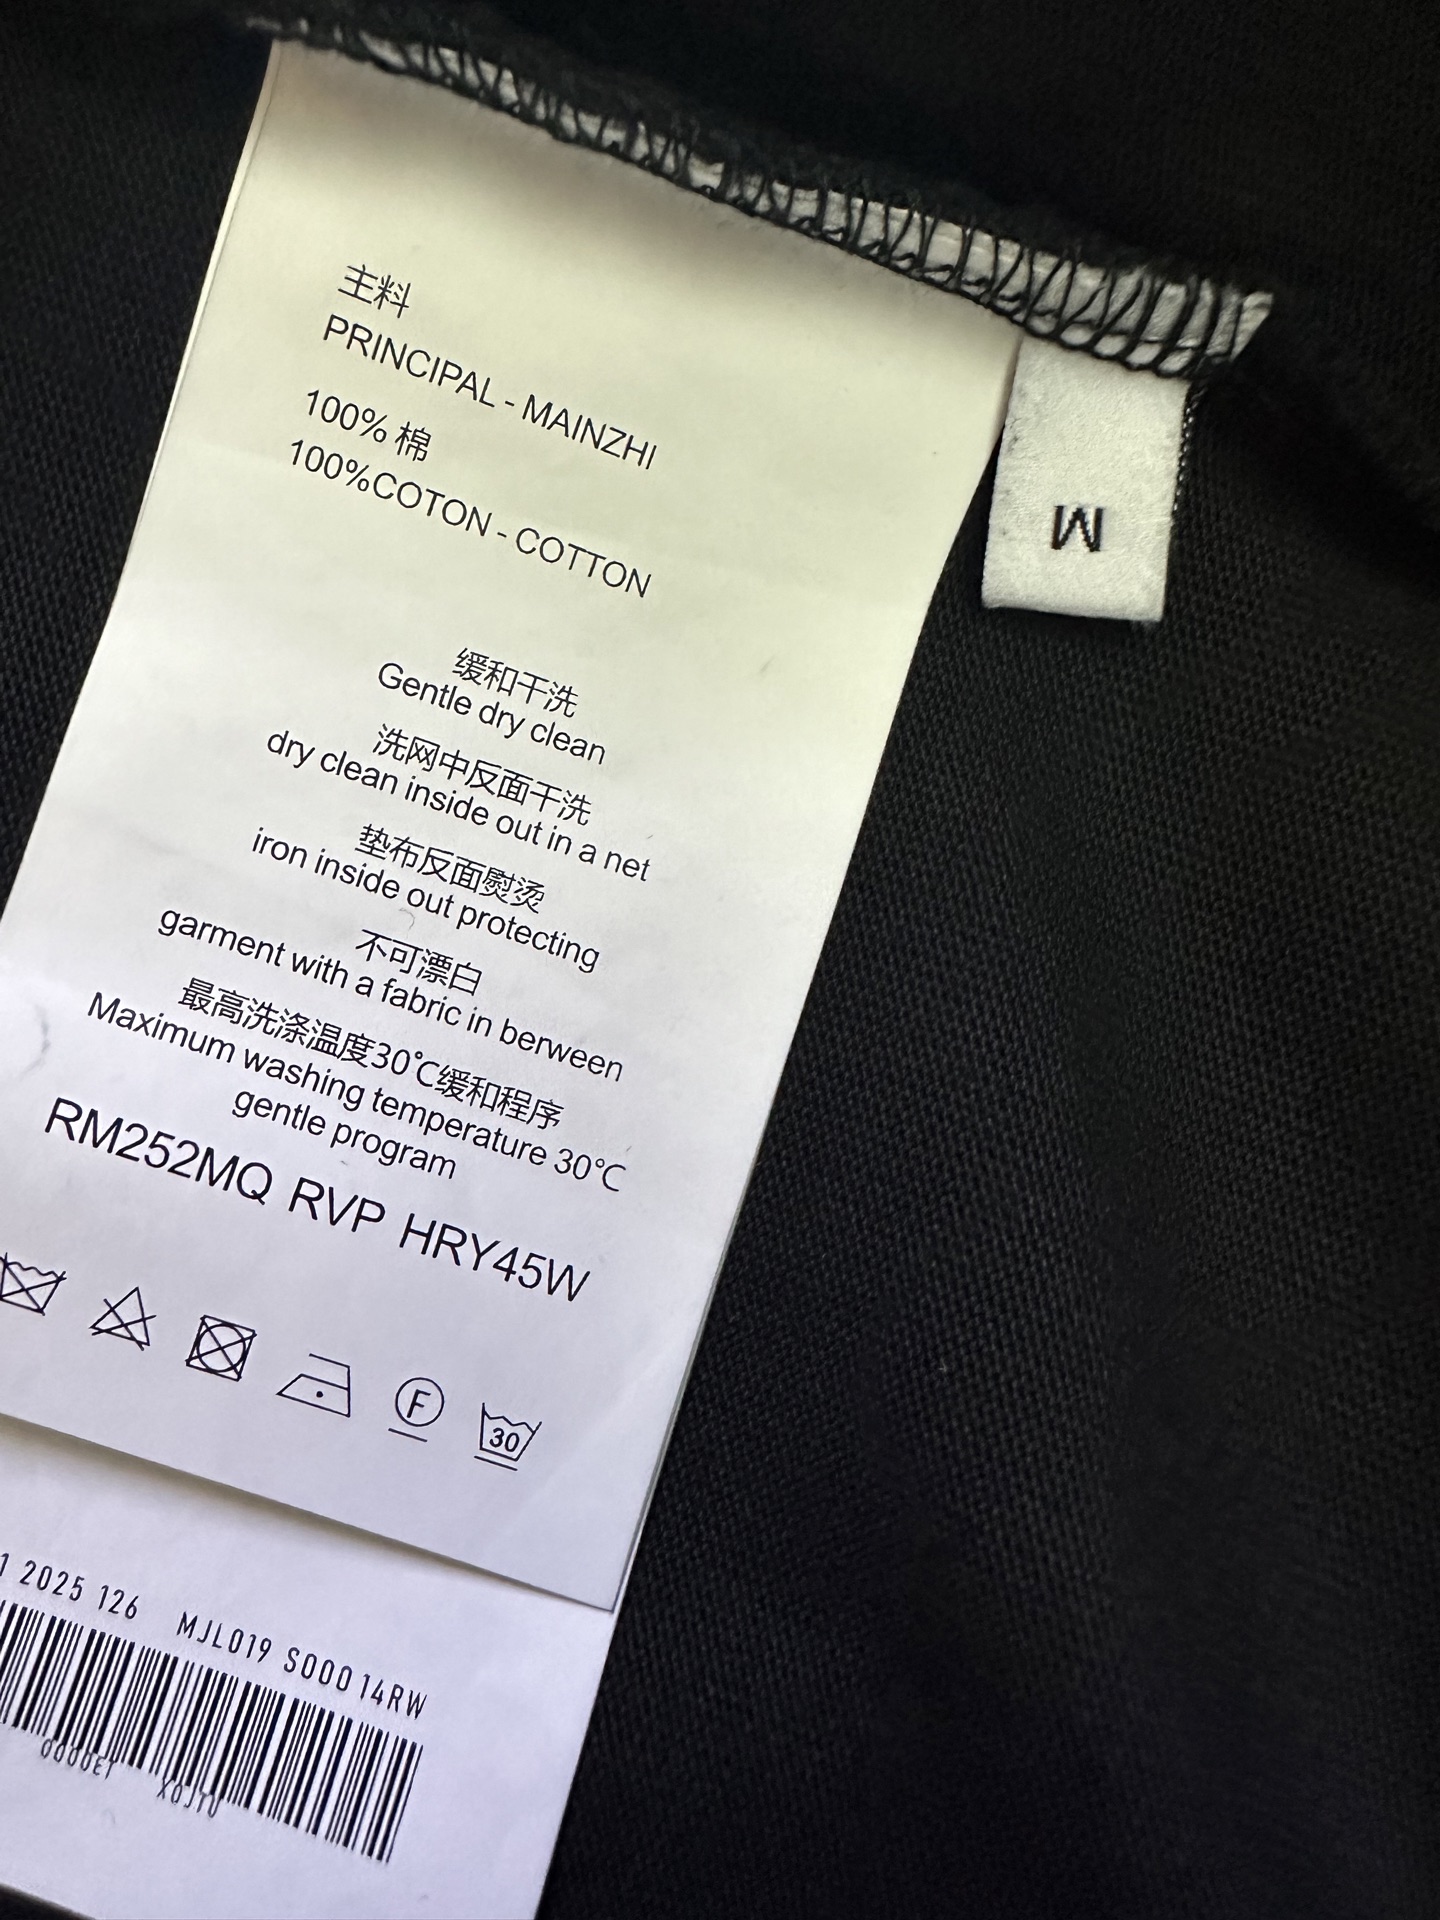 主料
PRINCIPAL - MAINZHI
100% 棉
100%COTON - COTTON
M
缓和干洗
Gentle dry clean
洗网中反面干洗
dry clean inside out in a net
垫布反面熨烫
iron inside out protecting
不可漂白
garment with a fabric in berween
最高洗涤温度30℃缓和程序
Maximum washing temperature 30℃
gentle program
RM252MQ RVP HRY45W
F
30
1 2025 126 MJL019 S000 14RW